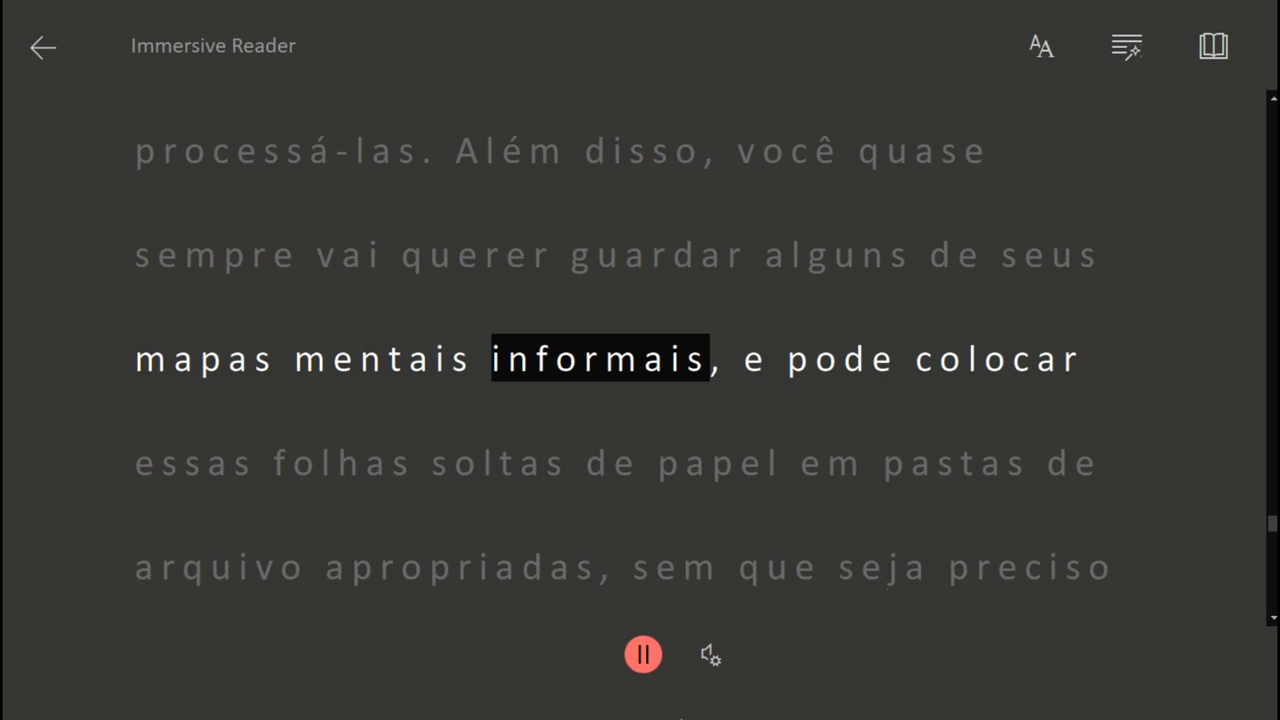 Immersive Reader
processá-las. Além disso, você quase
sempre vai querer guardar alguns de seus
mapas mentais informais, e pode colocar
essas folhas soltas de papel em pastas de
arquivo apropriadas, sem que seja preciso